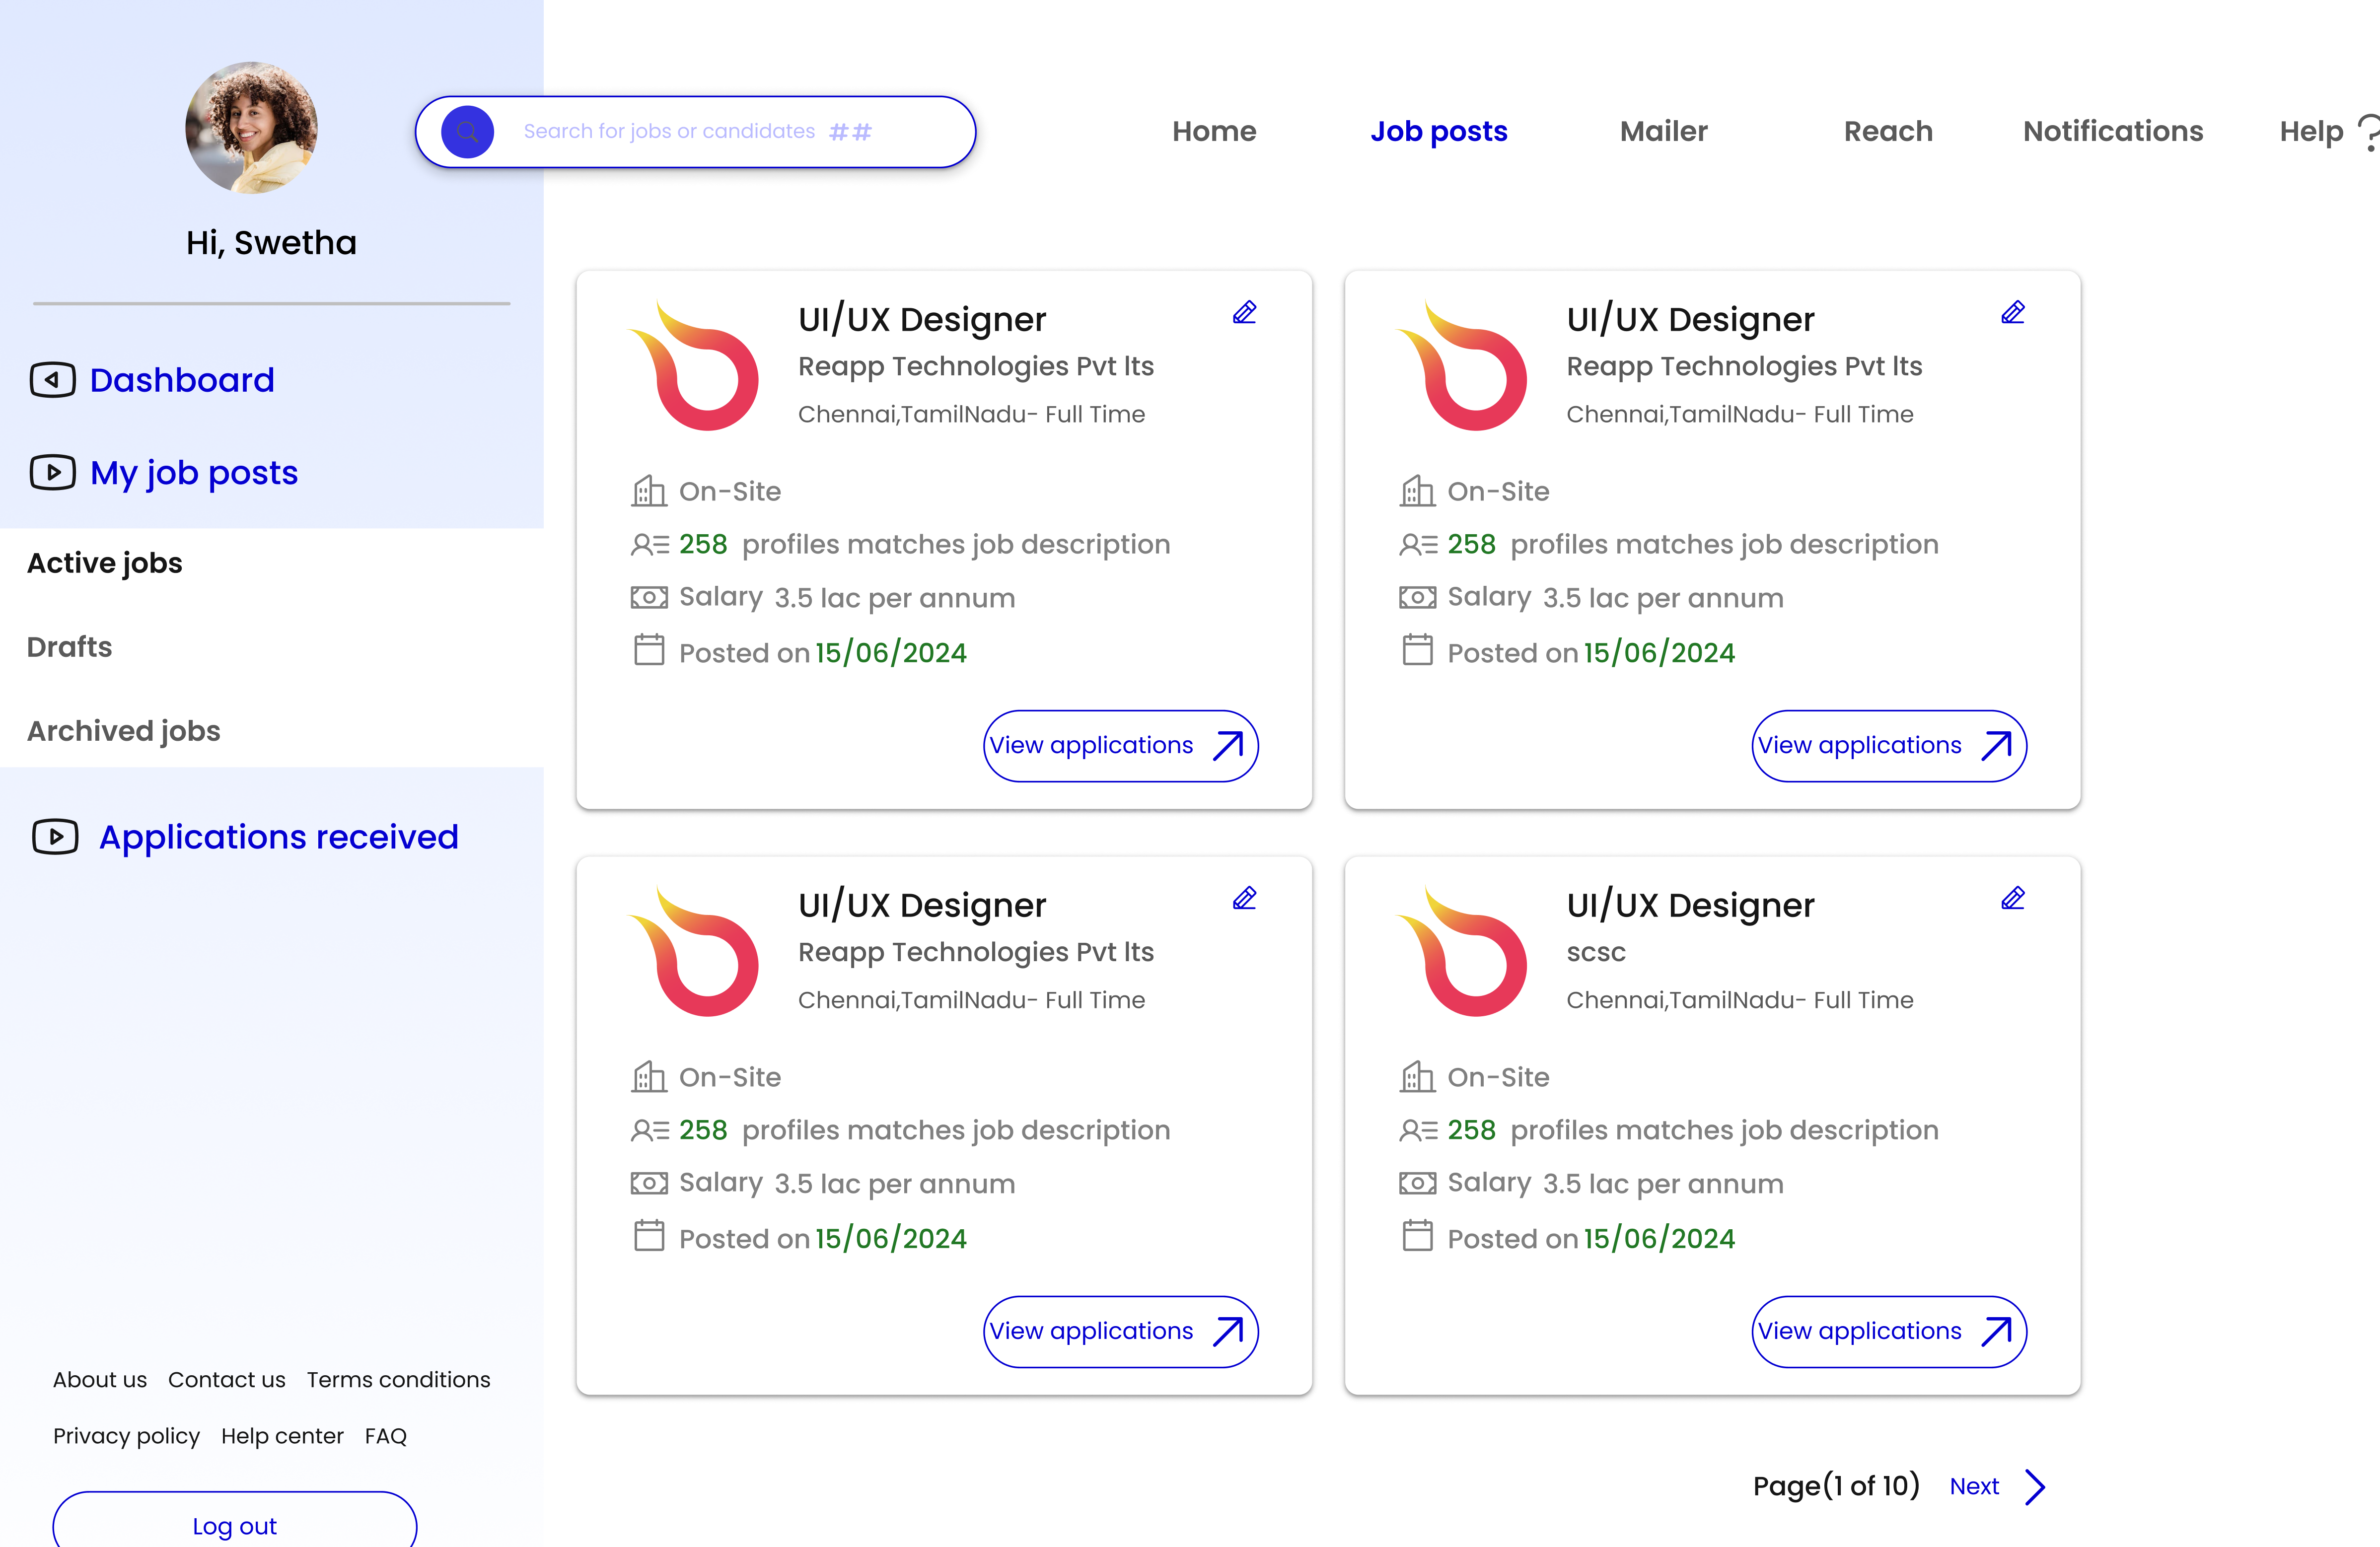 Search for jobs or candidates ##
Home Job posts Mailer Reach Notifications Help ?
Hi, Swetha
Dashboard
My job posts
Active jobs
Drafts
Archived jobs
Applications received
About us Contact us Terms conditions
Privacy policy Help center FAQ
Log out
UI/UX Designer
Reapp Technologies Pvt lts
Chennai,TamilNadu- Full Time
On-Site
258 profiles matches job description
Salary 3.5 lac per annum
Posted on 15/06/2024
View applications
UI/UX Designer
Reapp Technologies Pvt lts
Chennai,TamilNadu- Full Time
On-Site
258 profiles matches job description
Salary 3.5 lac per annum
Posted on 15/06/2024
View applications
UI/UX Designer
Reapp Technologies Pvt lts
Chennai,TamilNadu- Full Time
On-Site
258 profiles matches job description
Salary 3.5 lac per annum
Posted on 15/06/2024
View applications
UI/UX Designer
scsc
Chennai,TamilNadu- Full Time
On-Site
258 profiles matches job description
Salary 3.5 lac per annum
Posted on 15/06/2024
View applications
Page(1 of 10) Next